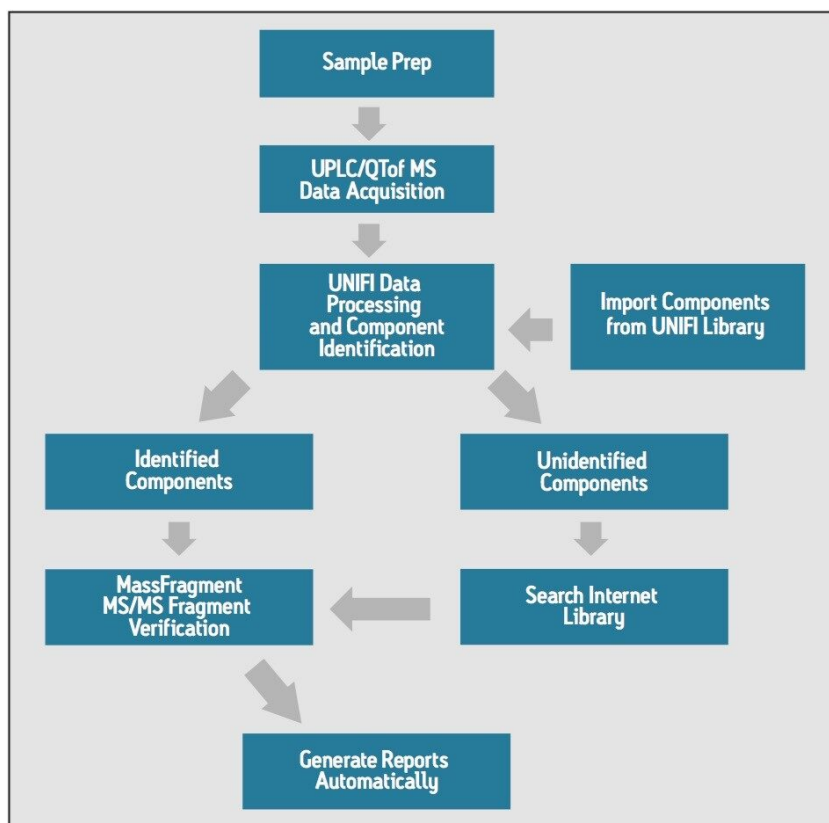 Sample Prep
UPLC/QTof MS
Data Acquisition
UNIFI Data
Processing
and Component
Identification
Import Components
from UNIFI Library
Identified
Components
Unidentified
Components
MassFragment
MS/MS Fragment
Verification
Search Internet
Library
Generate Reports
Automatically